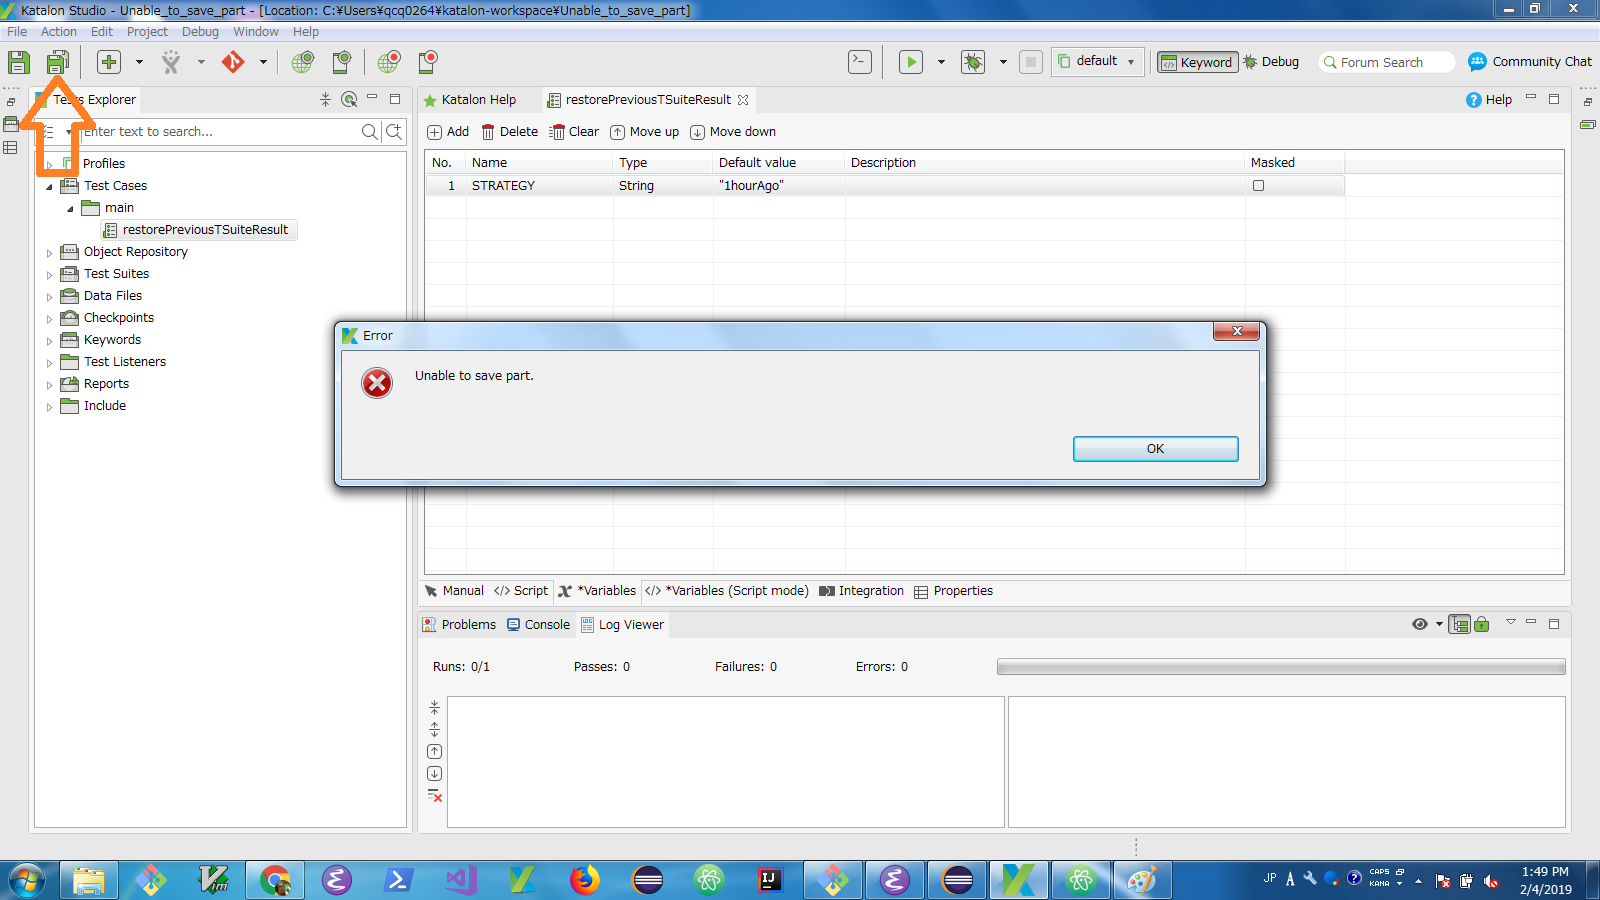 Katalon Studio - Unable_to_save_part - [Location: C:¥Users¥qcq0264¥katalon-workspace¥Unable_to_save_part]
File Action Edit Project Debug Window Help
default
Keyword
Debug
Forum Search
Community Chat
Tests Explorer
Katalon Help
restorePreviousTSuiteResult
Help
Enter text to search...
Add Delete Clear Move up Move down
No. Name Type Default value Description Masked
1 STRATEGY String "1hourAgo"
Profiles
Test Cases
main
restorePreviousTSuiteResult
Object Repository
Test Suites
Data Files
Checkpoints
Keywords
Test Listeners
Reports
Include
Error
Unable to save part.
OK
Manual </> Script *Variables </> *Variables (Script mode) Integration Properties
Problems Console Log Viewer
Runs: 0/1 Passes: 0 Failures: 0 Errors: 0
JP A CAPS
KANA
1:49 PM
2/4/2019